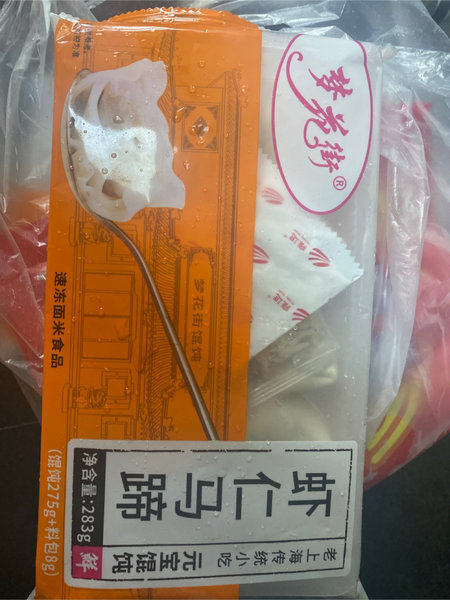 梦花街®
梦花街馄饨
速冻面米食品
虾仁马蹄
老上海传统小吃
元宝馄饨
鲜
净含量:283g
(馄饨275g+料包8g)